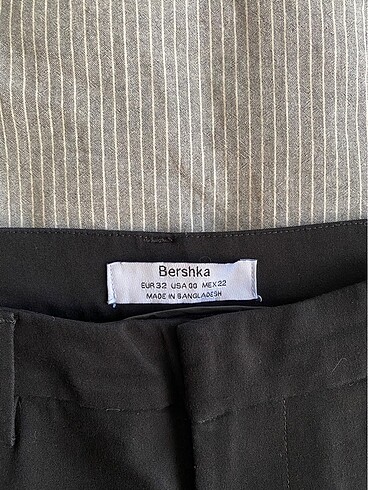 Bershka
EUR 32 USA 00 MEX 22
MADE IN BANGLADESH